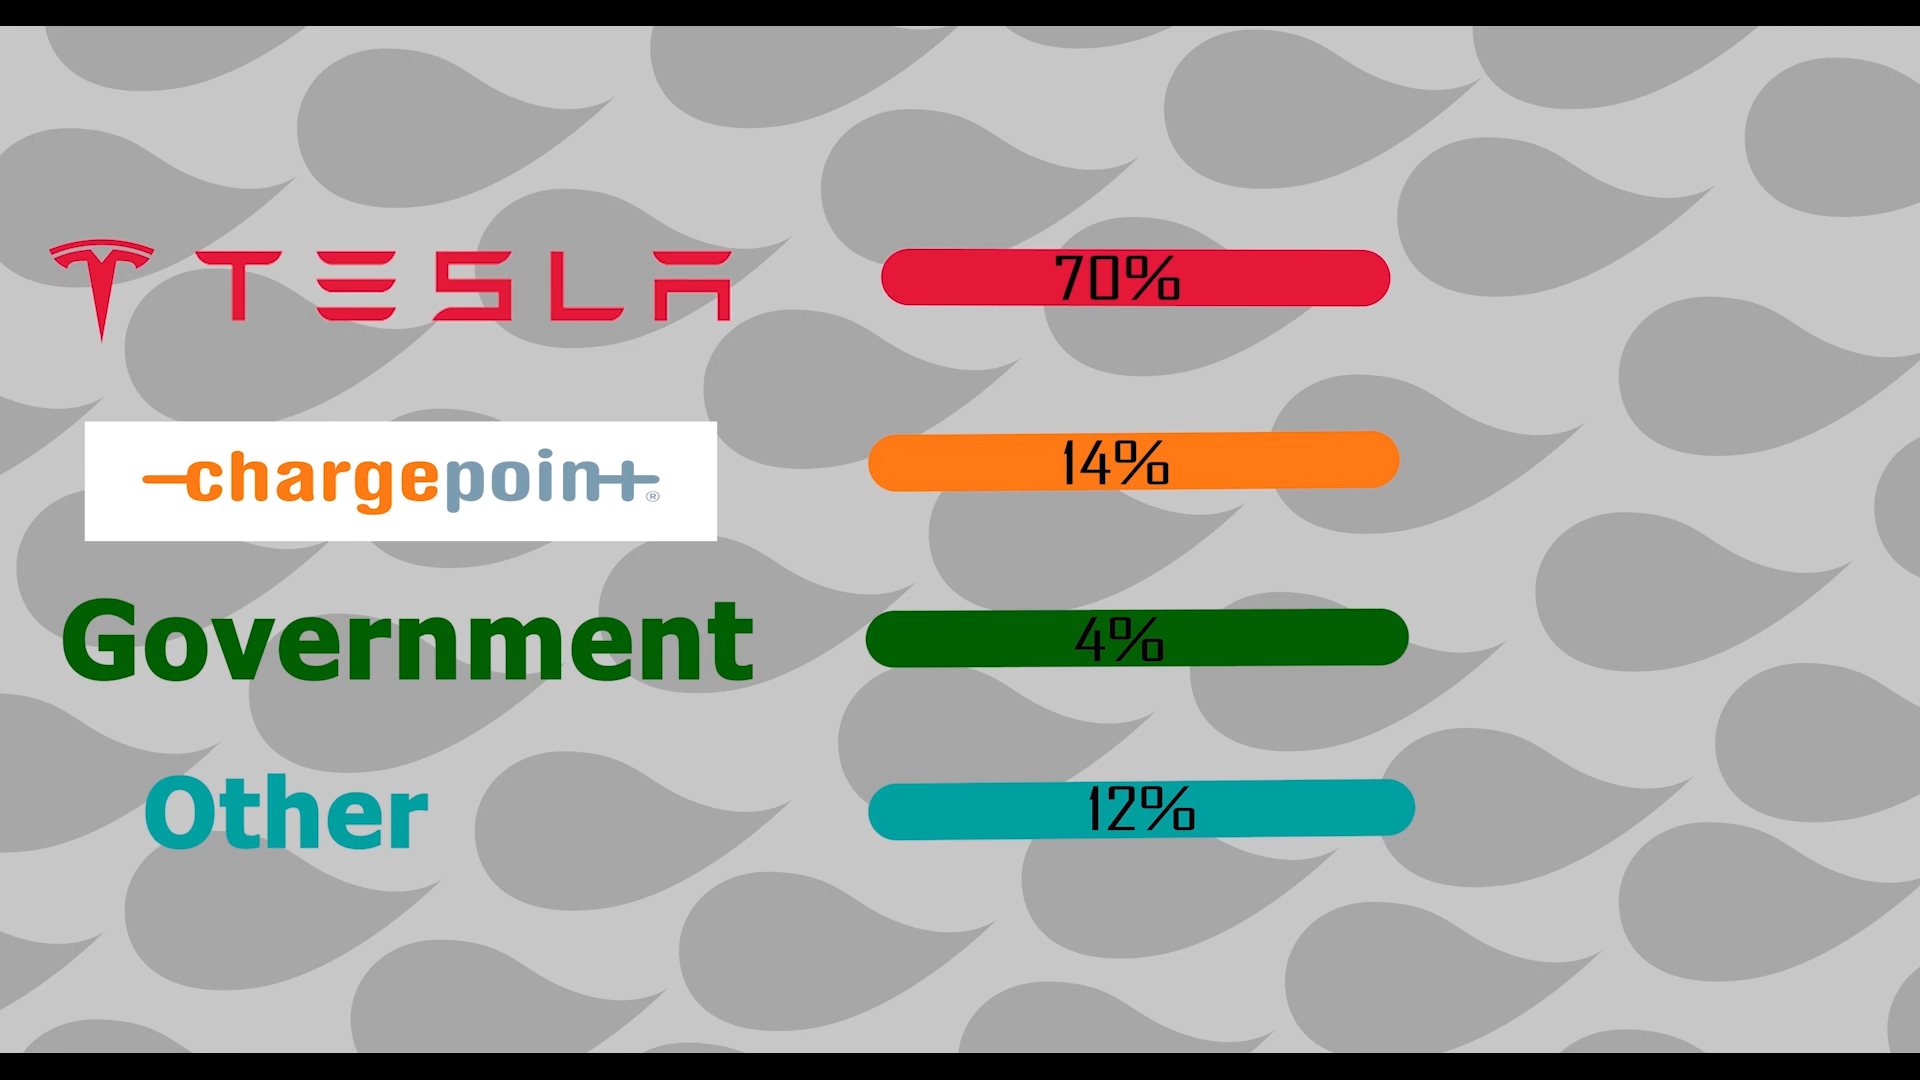 TESLA
70%
chargepoint®
14%
Government
4%
Other
12%